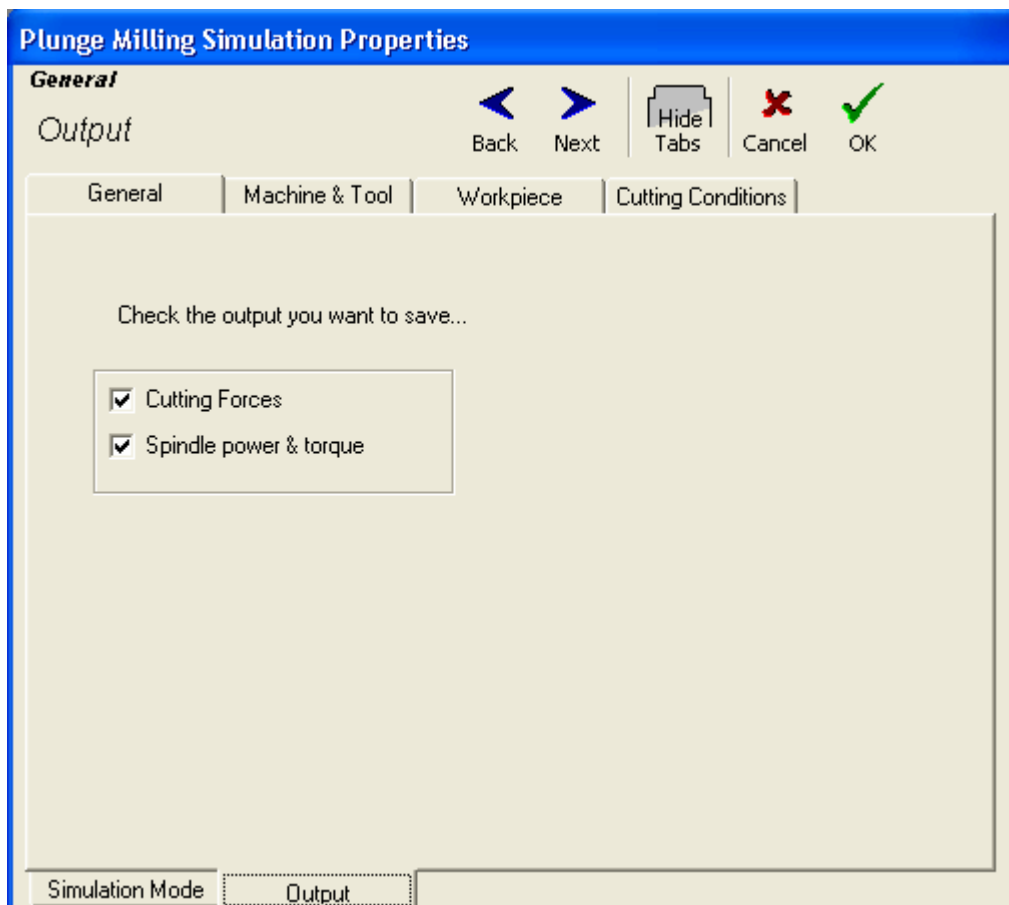 Plunge Milling Simulation Properties
General
Output
Back
Next
Hide
Tabs
Cancel
OK
General
Machine & Tool
Workpiece
Cutting Conditions
Check the output you want to save...
Cutting Forces
Spindle power & torque
Simulation Mode
Output